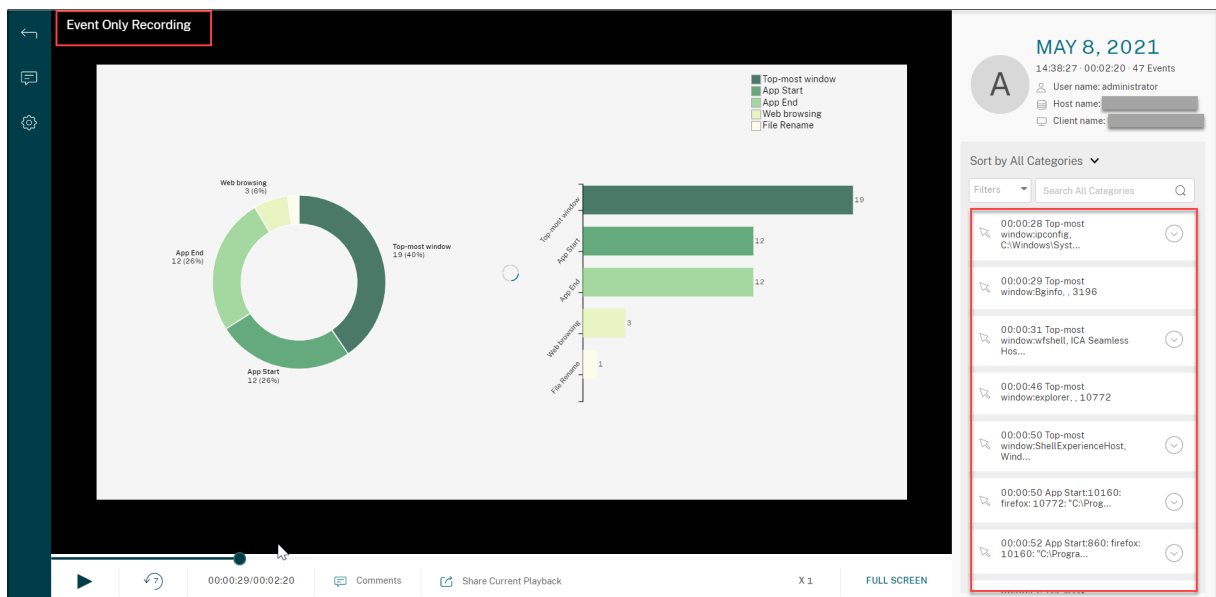 Event Only Recording
Top-most window
App Start
App End
Web browsing
File Rename
Web browsing
3 (6%)
App End
12 (26%)
Top-most window
19 (40%)
App Start
12 (26%)
Top-most window
19
App Start
12
App End
12
Web browsing
3
File Rename
1
7
00:00:29/00:02:20
Comments
Share Current Playback
X 1
FULL SCREEN
A
MAY 8, 2021
14:38:27 · 00:02:20 · 47 Events
User name: administrator
Host name:
Client name:
Sort by All Categories
Filters
Search All Categories
00:00:28 Top-most
window:ipconfig,
C:\Windows\Syst...
00:00:29 Top-most
window:Bginfo, , 3196
00:00:31 Top-most
window:wfshell, ICA Seamless
Hos...
00:00:46 Top-most
window:explorer, , 10772
00:00:50 Top-most
window:ShellExperienceHost,
Wind...
00:00:50 App Start:10160:
firefox: 10772: "C:\Prog...
00:00:52 App Start:860: firefox:
10160: "C:\Progra...